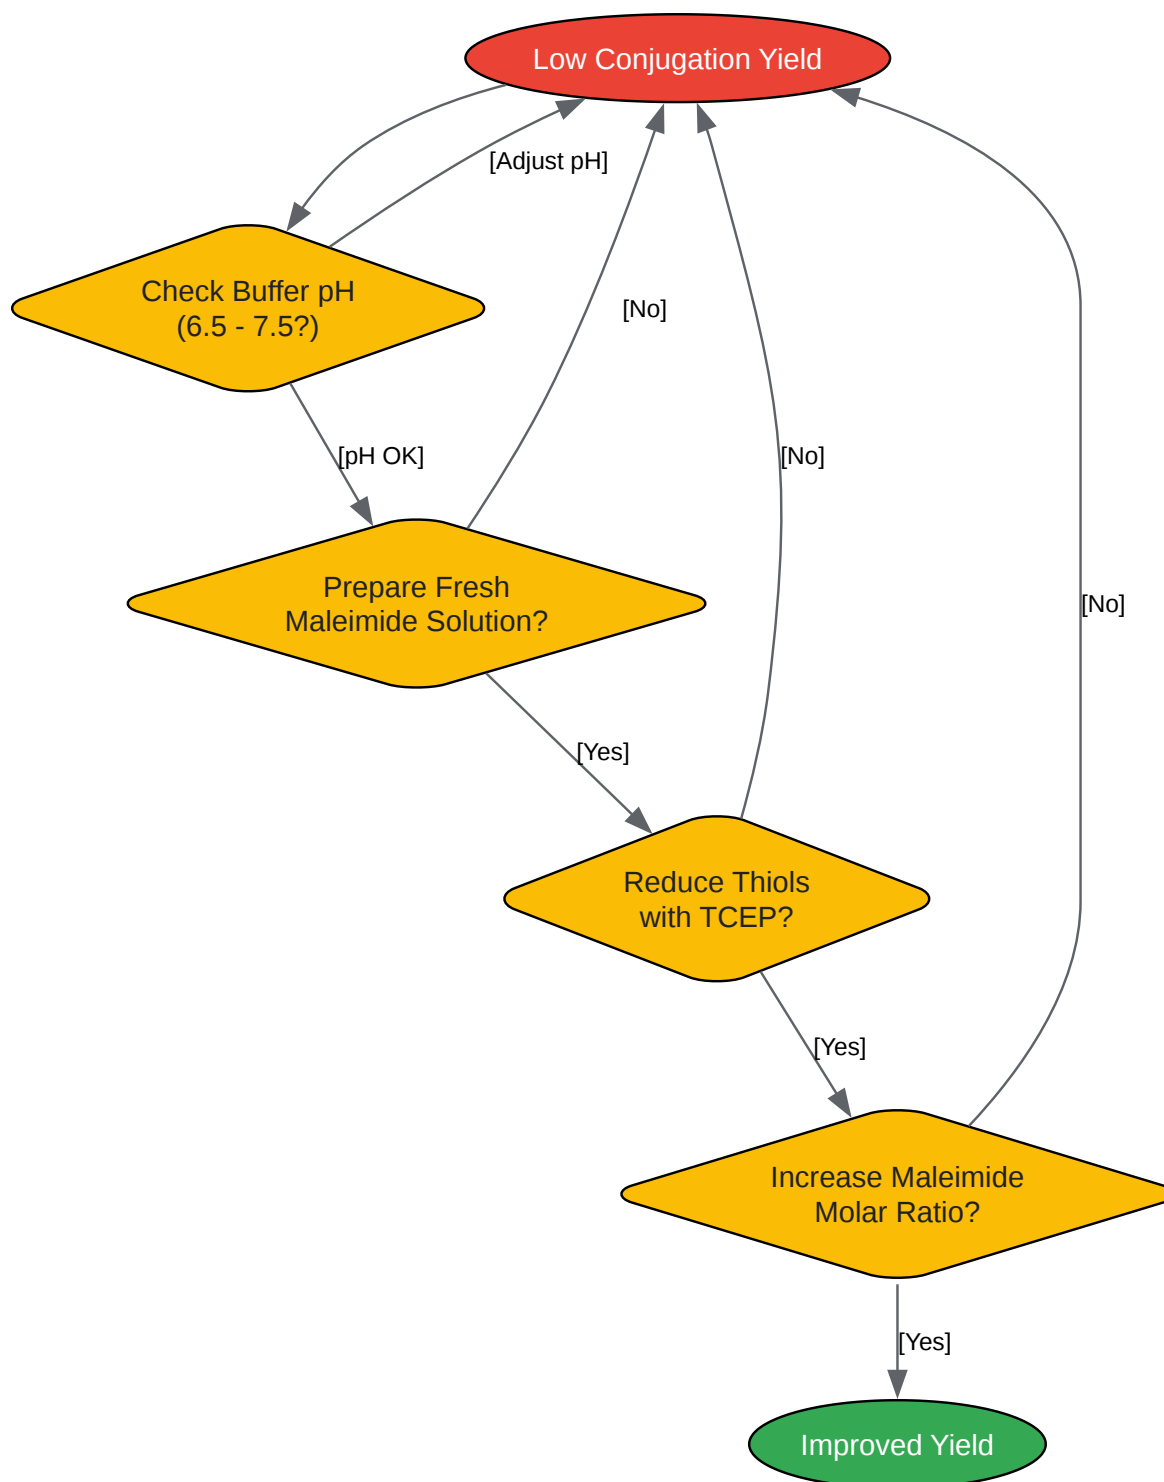 Low Conjugation Yield
[Adjust pH]
Check Buffer pH
(6.5 - 7.5?)
[No]
[pH OK]
[No]
Prepare Fresh
Maleimide Solution?
[No]
[Yes]
Reduce Thiols
with TCEP?
[Yes]
Increase Maleimide
Molar Ratio?
[Yes]
Improved Yield